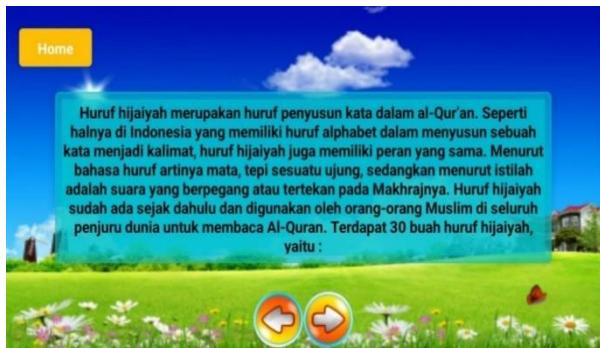 Home
Huruf hijaiyah merupakan huruf penyusun kata dalam al-Qur'an. Seperti
halnya di Indonesia yang memiliki huruf alphabet dalam menyusun sebuah
kata menjadi kalimat, huruf hijaiyah juga memiliki peran yang sama. Menurut
bahasa huruf artinya mata, tepi sesuatu ujung, sedangkan menurut istilah
adalah suara yang berpegang atau tertekan pada Makhrajnya. Huruf hijaiyah
sudah ada sejak dahulu dan digunakan oleh orang-orang Muslim di seluruh
penjuru dunia untuk membaca Al-Quran. Terdapat 30 buah huruf hijaiyah,
yaitu :